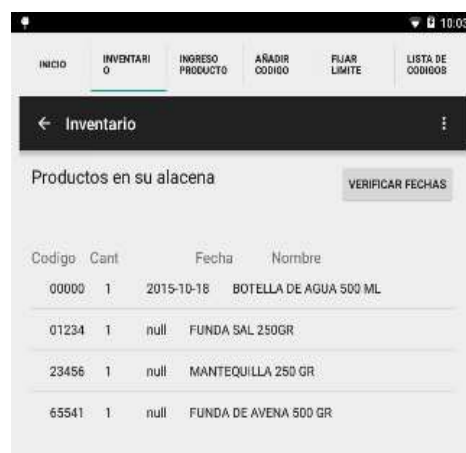 10:03
INICIO
INVENTARI
O
INGRESO
PRODUCTO
AÑADIR
CODIGO
FIJAR
LIMITE
LISTA DE
CODIGOS
Inventario
Productos en su alacena
VERIFICAR FECHAS
Codigo Cant Fecha Nombre
00000 1 2015-10-18 BOTELLA DE AGUA 500 ML
01234 1 null FUNDA SAL 250GR
23456 1 null MANTEQUILLA 250 GR
65541 1 null FUNDA DE AVENA 500 GR